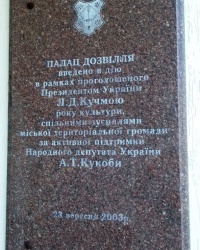 ПАЛАЦ ДОЗВІЛЛЯ
введено в дію
в рамках проголошеного
Президентом України
Л.Д.Кучмою
року культури,
спільними зусиллями
міської територіальної громади
за активної підтримки
Народного депутата України
А.Т.Кукоби
23 вересня 2003р.